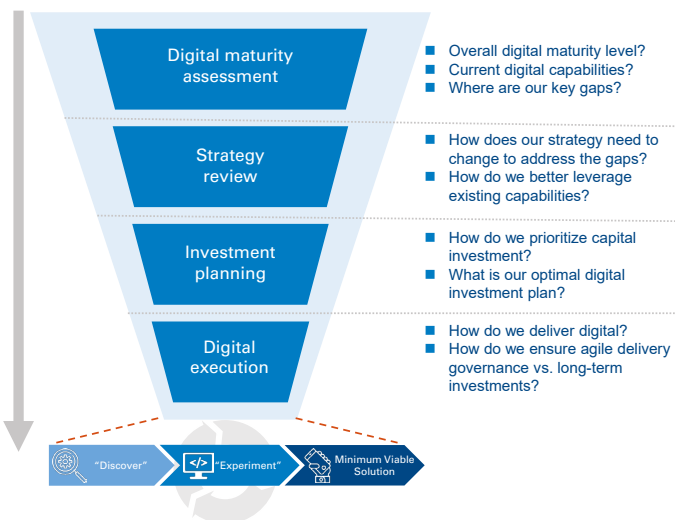 Digital maturity
assessment
Overall digital maturity level?
Current digital capabilities?
Where are our key gaps?
Strategy
review
How does our strategy need to
change to address the gaps?
How do we better leverage
existing capabilities?
Investment
planning
How do we prioritize capital
investment?
What is our optimal digital
investment plan?
Digital
execution
How do we deliver digital?
How do we ensure agile delivery
governance vs. long-term
investments?
"Discover"
</>
"Experiment"
Minimum Viable
Solution